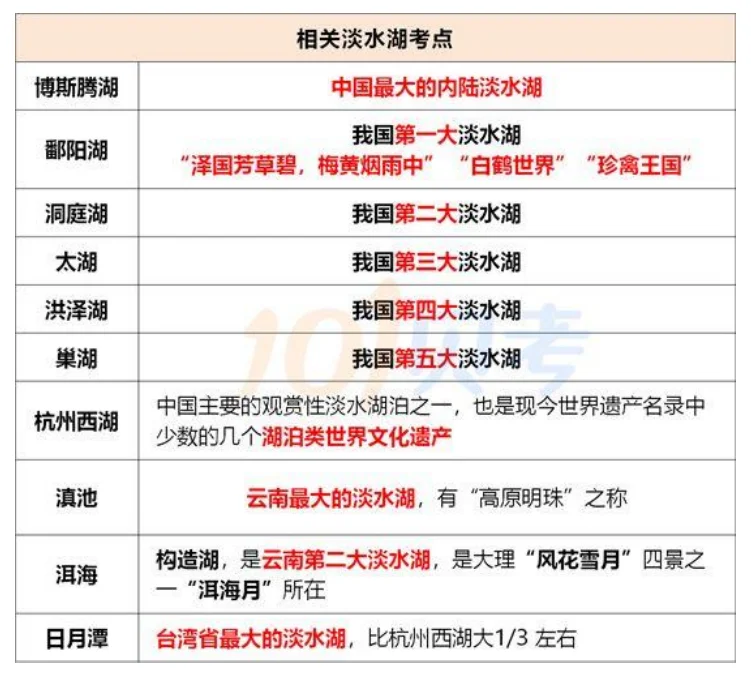 相关淡水湖考点
博斯腾湖
中国最大的内陆淡水湖
鄱阳湖
我国第一大淡水湖
“泽国芳草碧，梅黄烟雨中” “白鹤世界” “珍禽王国”
洞庭湖
我国第二大淡水湖
太湖
我国第三大淡水湖
洪泽湖
我国第四大淡水湖
巢湖
我国第五大淡水湖
杭州西湖
中国主要的观赏性淡水湖泊之一，也是现今世界遗产名录中
少数的几个湖泊类世界文化遗产
滇池
云南最大的淡水湖，有“高原明珠”之称
洱海
构造湖，是云南第二大淡水湖，是大理“风花雪月”四景之
一“洱海月”所在
日月潭
台湾省最大的淡水湖，比杭州西湖大1/3 左右
101贝考